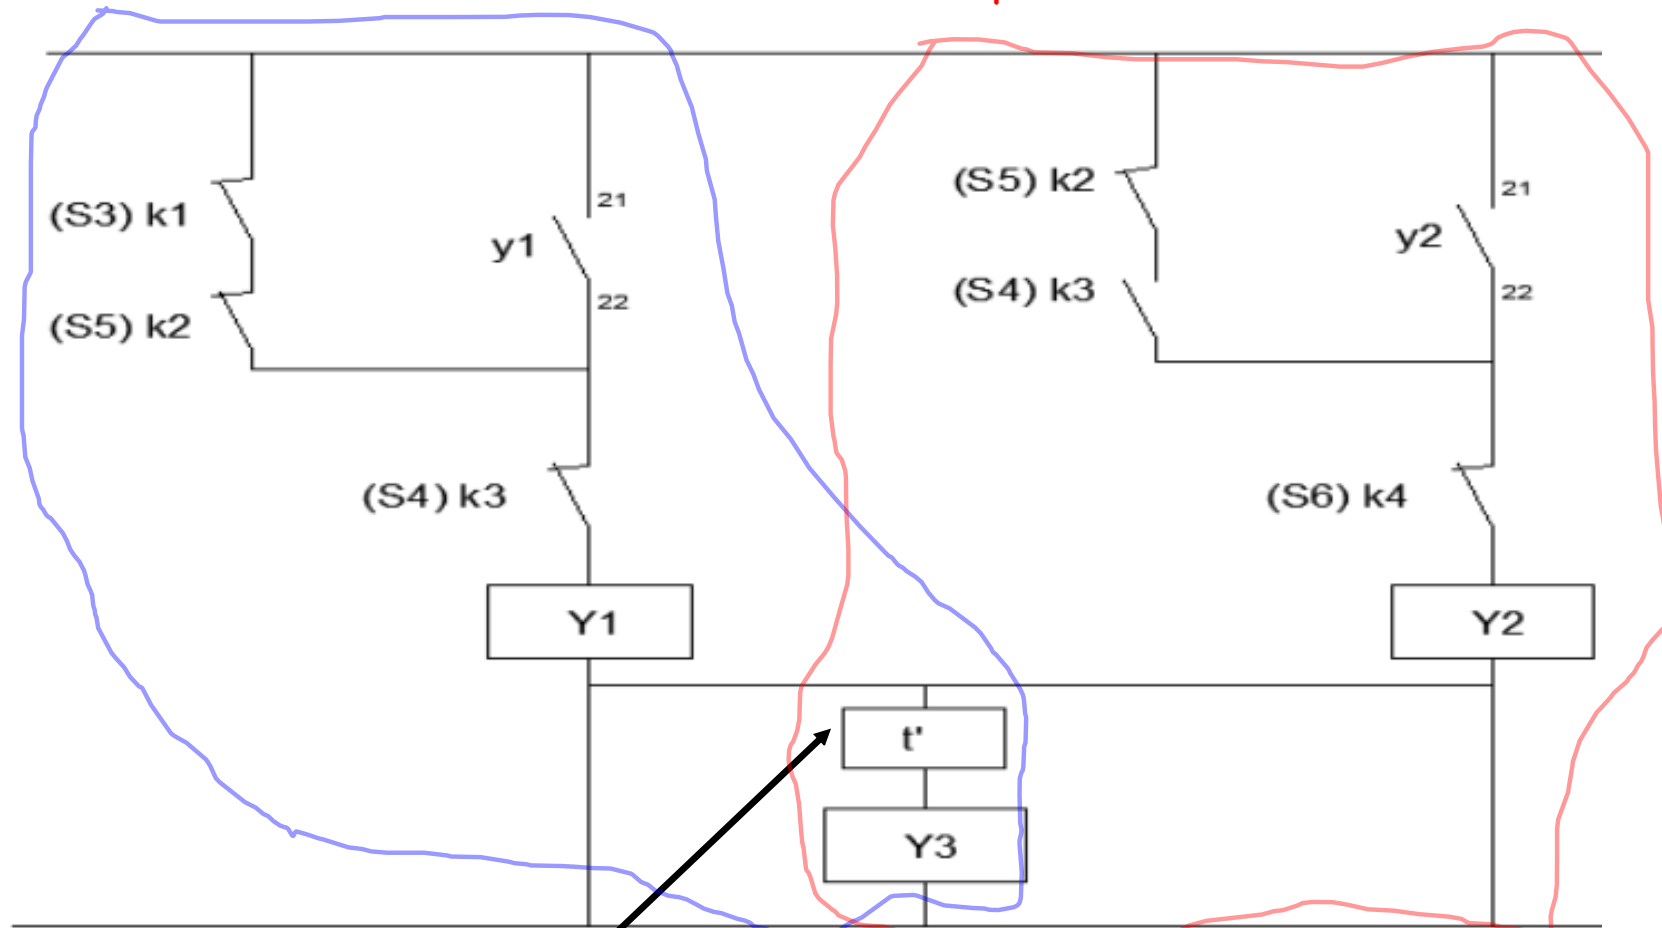 (S3) k1
(S5) k2
y1
21
22
(S4) k3
Y1
(S5) k2
(S4) k3
y2
21
22
(S6) k4
Y2
t'
Y3